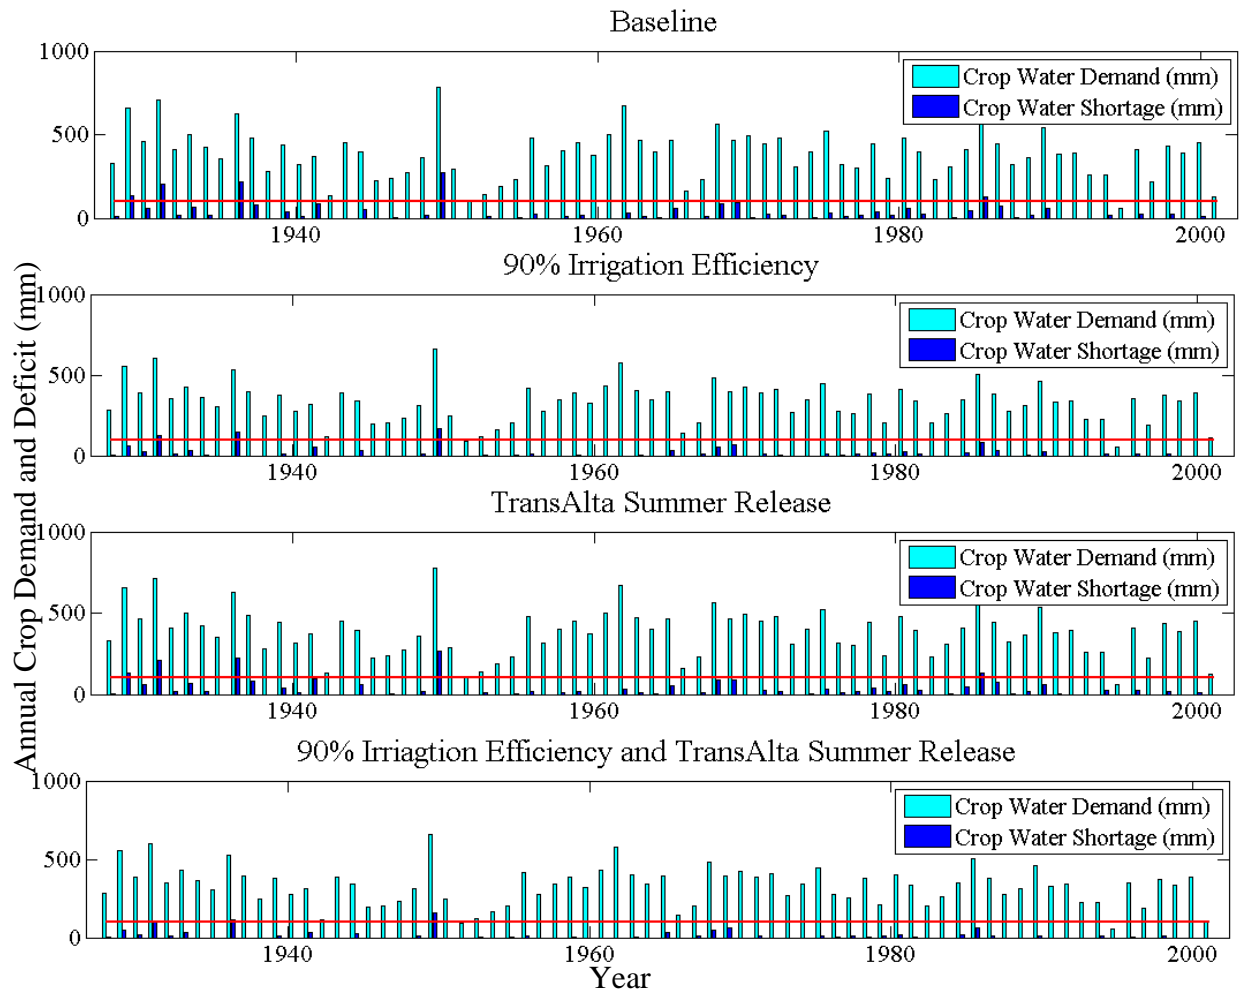 Baseline
1000
500
0
Crop Water Demand (mm)
Crop Water Shortage (mm)
1940
1960
1980
2000
90% Irrigation Efficiency
1000
500
0
Crop Water Demand (mm)
Crop Water Shortage (mm)
1940
1960
1980
2000
Annual Crop Demand and Deficit (mm)
TransAlta Summer Release
1000
500
0
Crop Water Demand (mm)
Crop Water Shortage (mm)
1940
1960
1980
2000
90% Irriagtion Efficiency and TransAlta Summer Release
1000
500
0
Crop Water Demand (mm)
Crop Water Shortage (mm)
1940
1960
1980
2000
Year